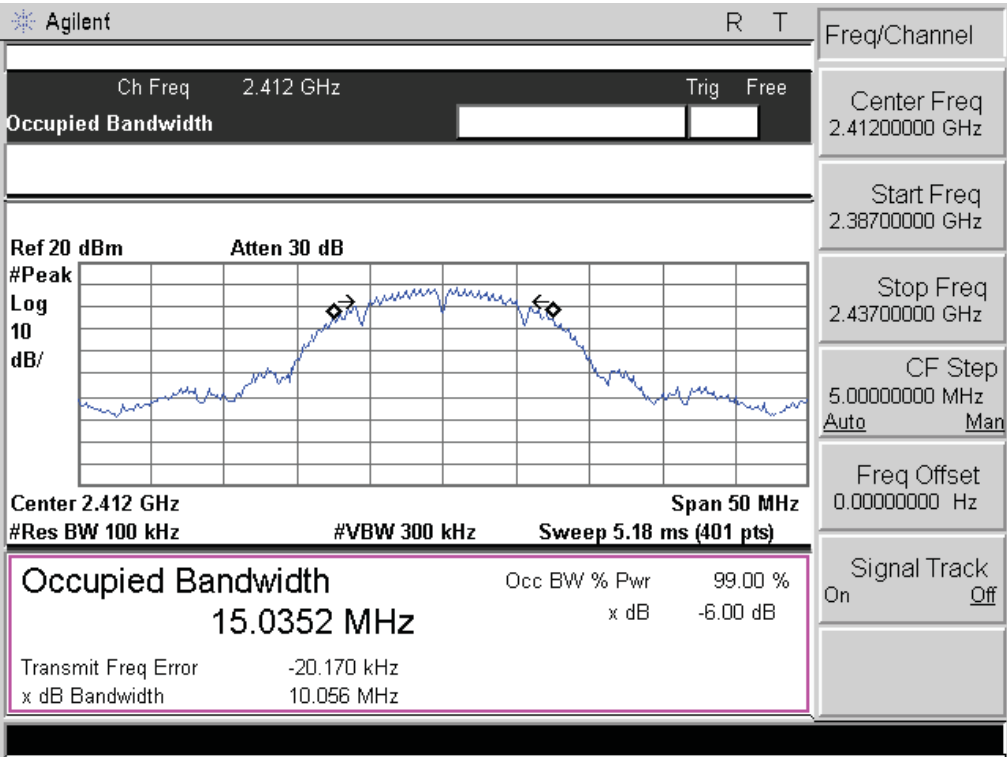 Agilent R T
Ch Freq 2.412 GHz Trig Free
Occupied Bandwidth
Ref 20 dBm Atten 30 dB
#Peak
Log
10
dB/
Center 2.412 GHz Span 50 MHz
#Res BW 100 kHz #VBW 300 kHz Sweep 5.18 ms (401 pts)
Occupied Bandwidth
15.0352 MHz
Occ BW % Pwr 99.00 %
x dB -6.00 dB
Transmit Freq Error -20.170 kHz
x dB Bandwidth 10.056 MHz
Freq/Channel
Center Freq
2.41200000 GHz
Start Freq
2.38700000 GHz
Stop Freq
2.43700000 GHz
CF Step
5.00000000 MHz
Auto Man
Freq Offset
0.00000000 Hz
Signal Track
On Off